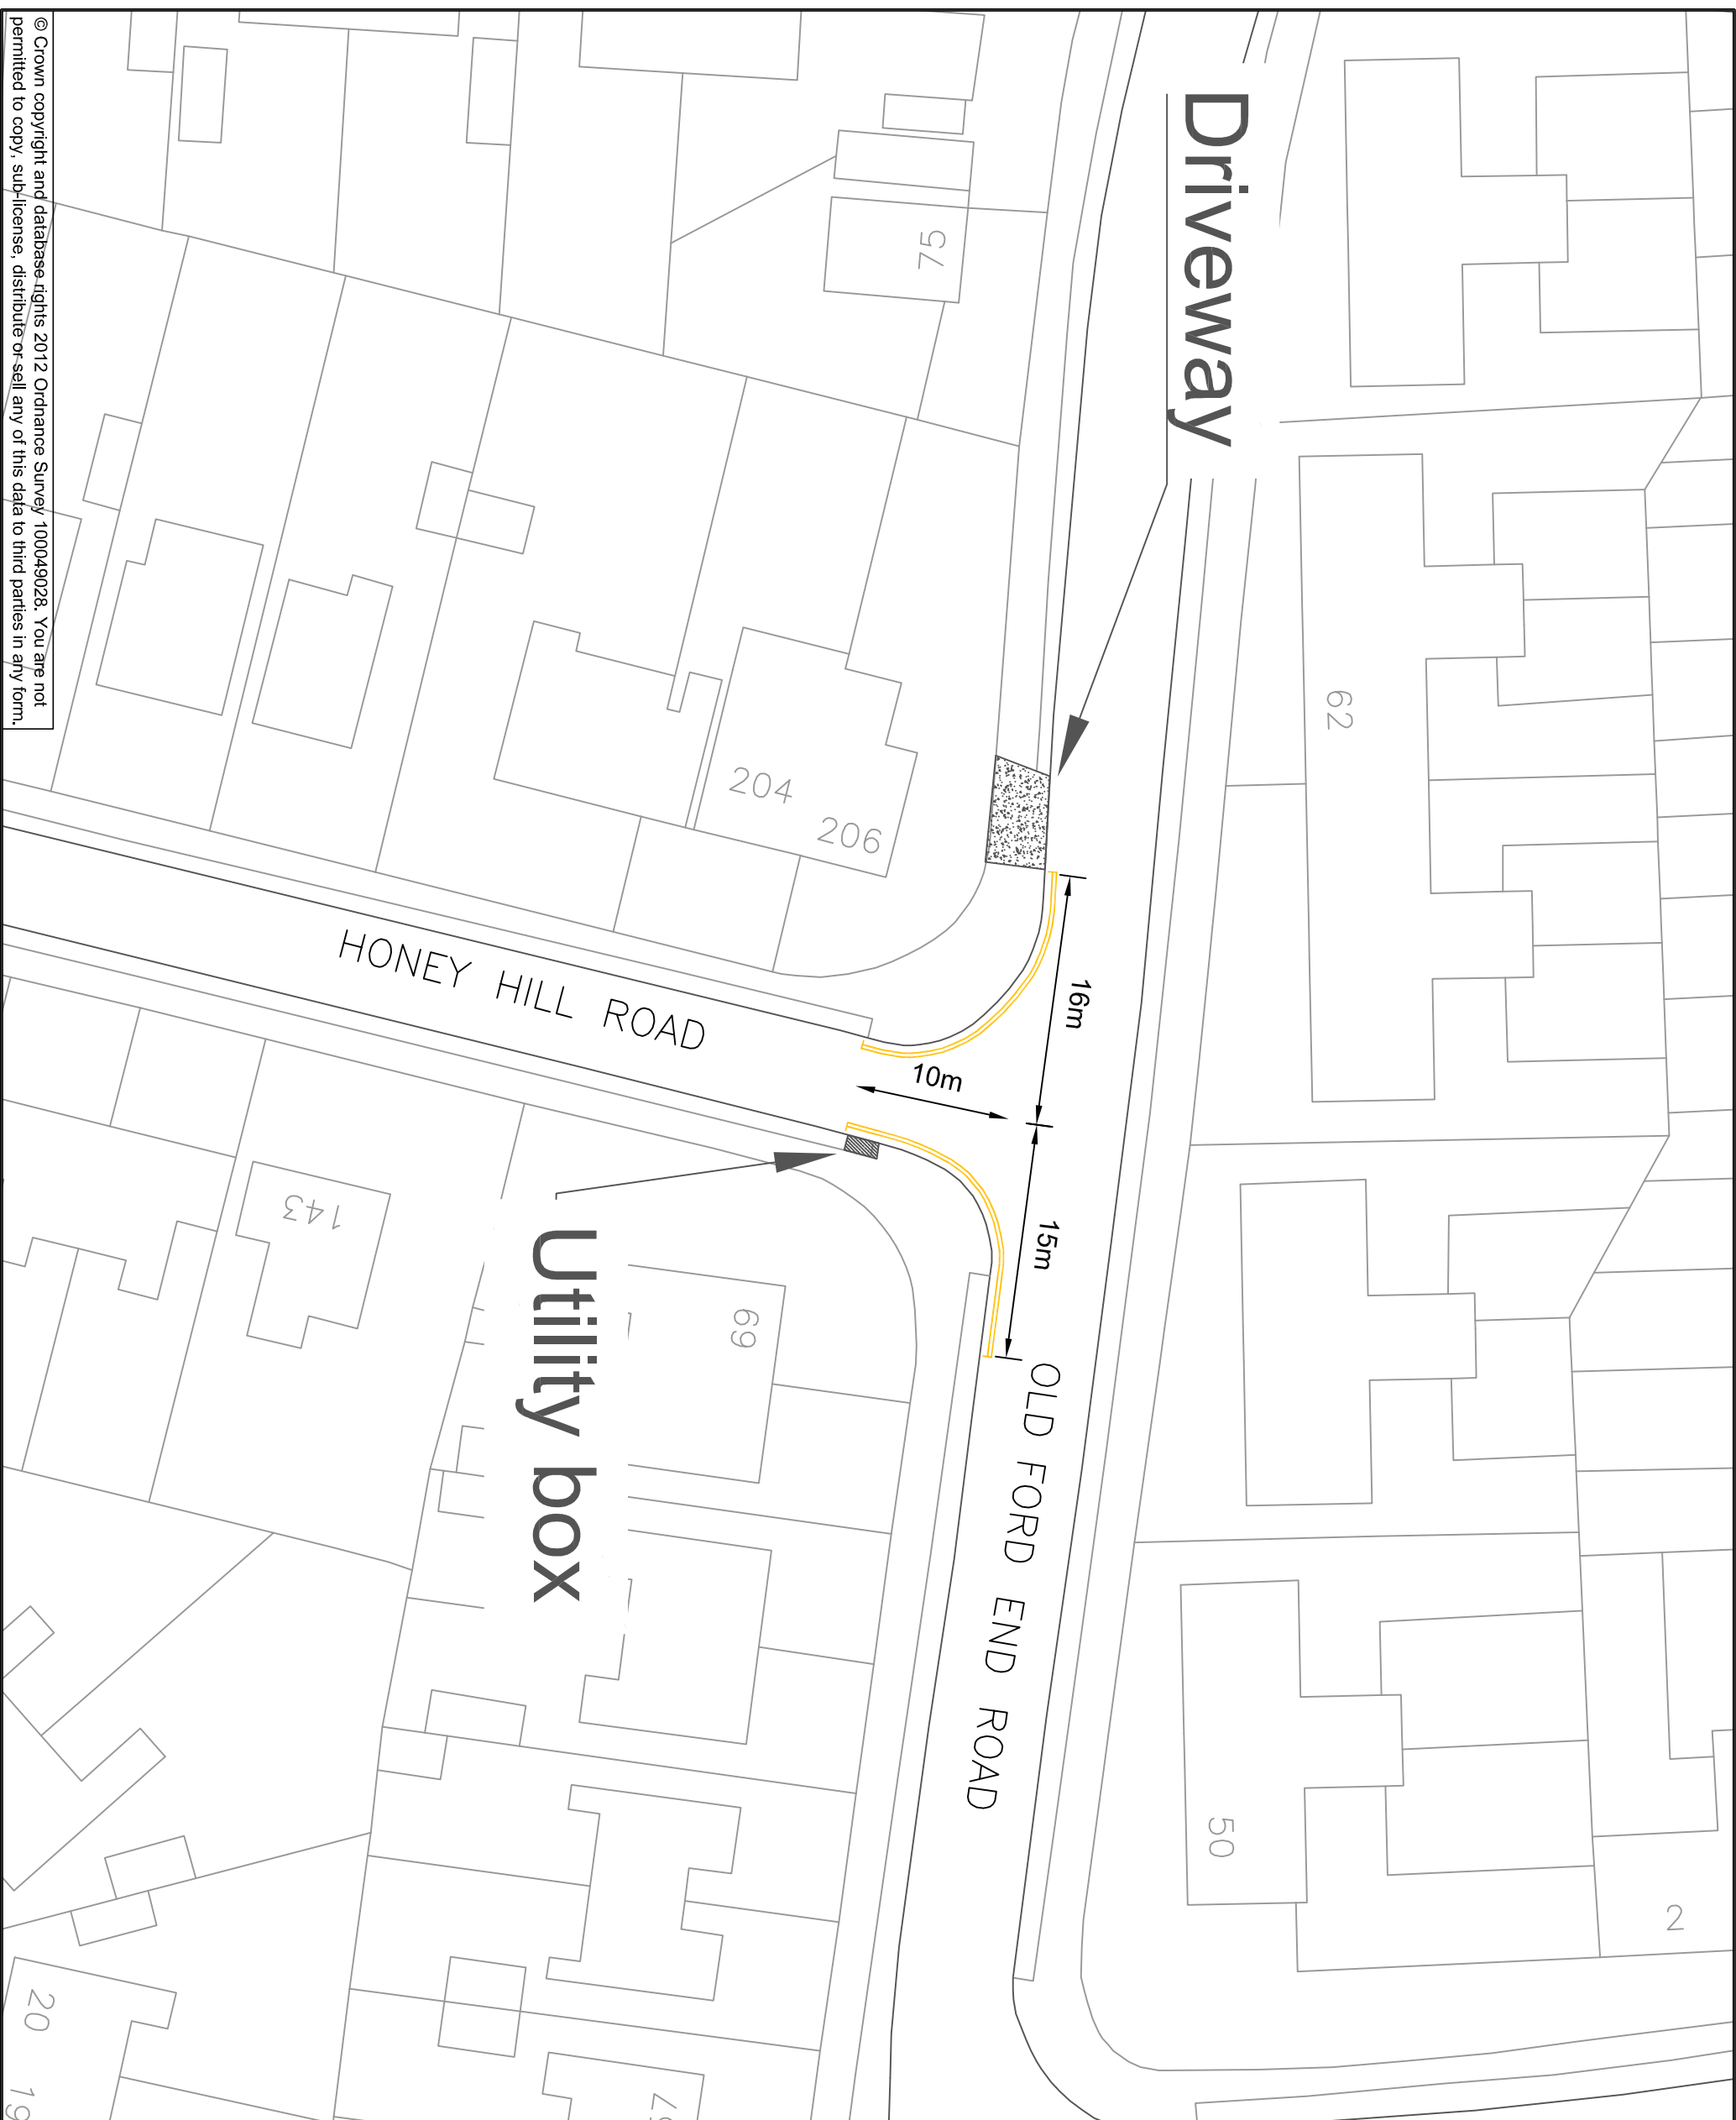 Driveway
75
62
204
206
16m
HONEY HILL ROAD
10m
15m
143
69
Utility box
OLD FORD END ROAD
50
2
20
19
© Crown copyright and database rights 2012 Ordnance Survey 100049028. You are not
permitted to copy, sub-license, distribute or sell any of this data to third parties in any form.